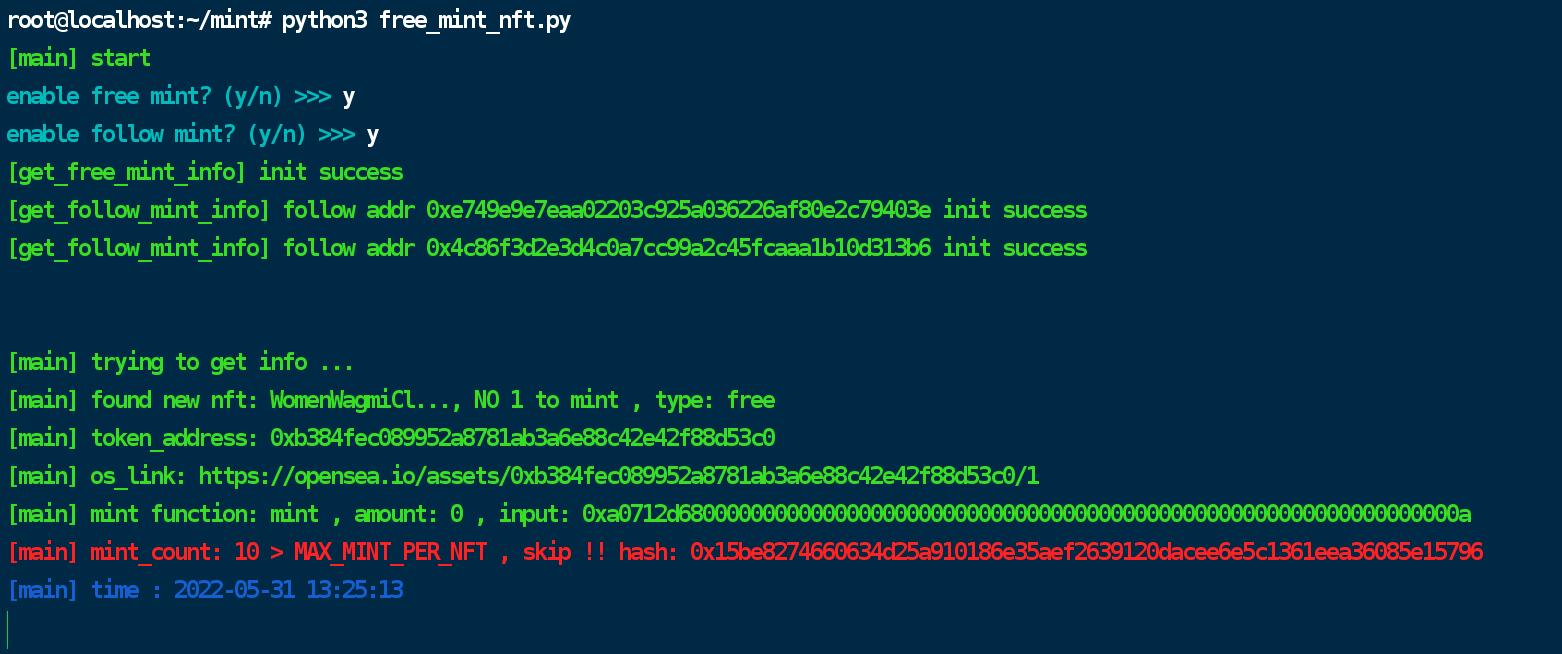 root@localhost:~/mint# python3 free_mint_nft.py
[main] start
enable free mint? (y/n) >>> y
enable follow mint? (y/n) >>> y
[get_free_mint_info] init success
[get_follow_mint_info] follow addr 0xe749e9e7eaa02203c925a036226af80e2c79403e init success
[get_follow_mint_info] follow addr 0x4c86f3d2e3d4c0a7cc99a2c45fcaaa1b10d313b6 init success
[main] trying to get info ...
[main] found new nft: WomenWagmiCl..., NO 1 to mint , type: free
[main] token_address: 0xb384fec089952a8781ab3a6e88c42e42f88d53c0
[main] os_link: https://opensea.io/assets/0xb384fec089952a8781ab3a6e88c42e42f88d53c0/1
[main] mint function: mint , amount: 0 , input: 0xa0712d68000000000000000000000000000000000000000000000000000000000000000a
[main] mint_count: 10 > MAX_MINT_PER_NFT , skip !! hash: 0x15be8274660634d25a910186e35aef2639120dacee6e5c1361eea36085e15796
[main] time : 2022-05-31 13:25:13